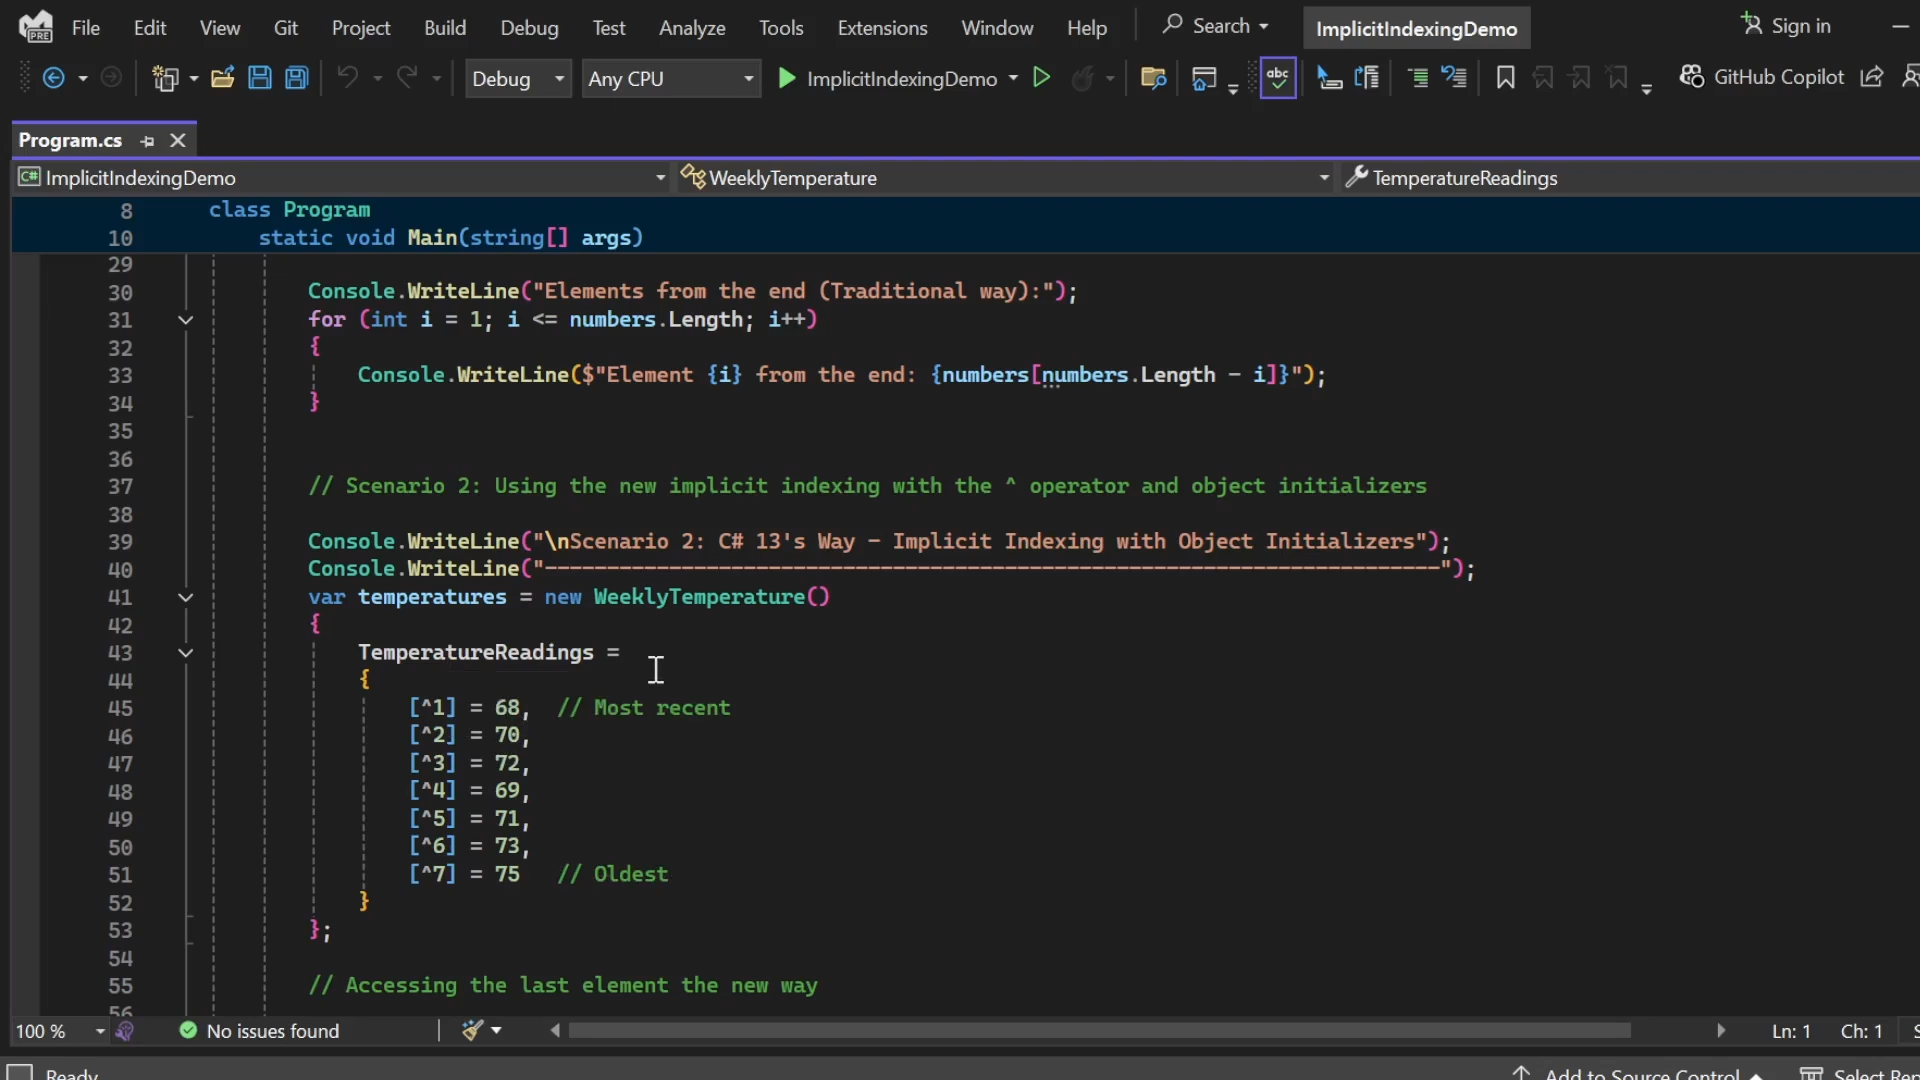 PRE File Edit View Git Project Build Debug Test Analyze Tools Extensions Window Help Search ImplicitIndexingDemo Sign in
Debug Any CPU ImplicitIndexingDemo abc GitHub Copilot
Program.cs
C# ImplicitIndexingDemo WeeklyTemperature TemperatureReadings
8 class Program
10 static void Main(string[] args)
29
30 Console.WriteLine("Elements from the end (Traditional way):");
31 for (int i = 1; i <= numbers.Length; i++)
32 {
33 Console.WriteLine($"Element {i} from the end: {numbers[numbers.Length - i]}");
34 }
35
36
37 // Scenario 2: Using the new implicit indexing with the ^ operator and object initializers
38
39 Console.WriteLine("\nScenario 2: C# 13's Way - Implicit Indexing with Object Initializers");
40 Console.WriteLine("------------------------------------------------------------------------");
41 var temperatures = new WeeklyTemperature()
42 {
43 TemperatureReadings =
44 {
45 [^1] = 68, // Most recent
46 [^2] = 70,
47 [^3] = 72,
48 [^4] = 69,
49 [^5] = 71,
50 [^6] = 73,
51 [^7] = 75 // Oldest
52 }
53 };
54
55 // Accessing the last element the new way
56
100 % No issues found Ln: 1 Ch: 1
Ready Add to Source Control Select Rep